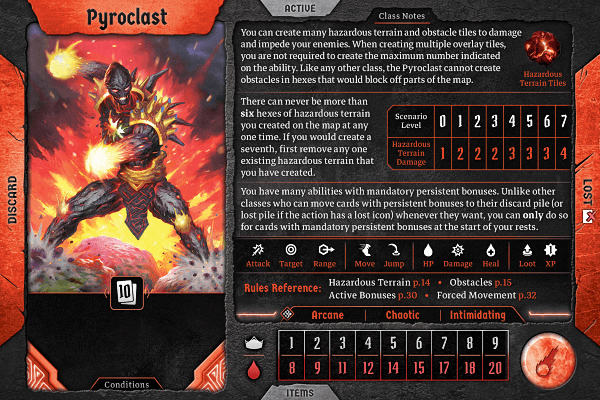 Pyroclast
ACTIVE
Class Notes
You can create many hazardous terrain and obstacle tiles to damage
and impede your enemies. When creating multiple overlay tiles,
you are not required to create the maximum number indicated
on the ability. Like any other class, the Pyroclast cannot create
obstacles in hexes that would block off parts of the map.
Hazardous
Terrain Tiles
There can never be more than
six hexes of hazardous terrain
you created on the map at any
one time. If you would create a
seventh, first remove any one
existing hazardous terrain that
you have created.
Scenario
Level
0 1 2 3 4 5 6 7
Hazardous
Terrain
Damage
1 2 2 2 3 3 3 4
You have many abilities with mandatory persistent bonuses. Unlike other
classes who can move cards with persistent bonuses to their discard pile (or
lost pile if the action has a lost icon) whenever they want, you can only do so
for cards with mandatory persistent bonuses at the start of your rests.
Attack Target Range Move Jump HP Damage Heal Loot XP
Rules Reference:
Hazardous Terrain p.14 • Obstacles p.15
Active Bonuses p.30 • Forced Movement p.32
Arcane Chaotic Intimidating
1 2 3 4 5 6 7 8 9
8 9 11 12 14 15 17 18 20
10
Conditions
DISCARD
LOST
ITEMS